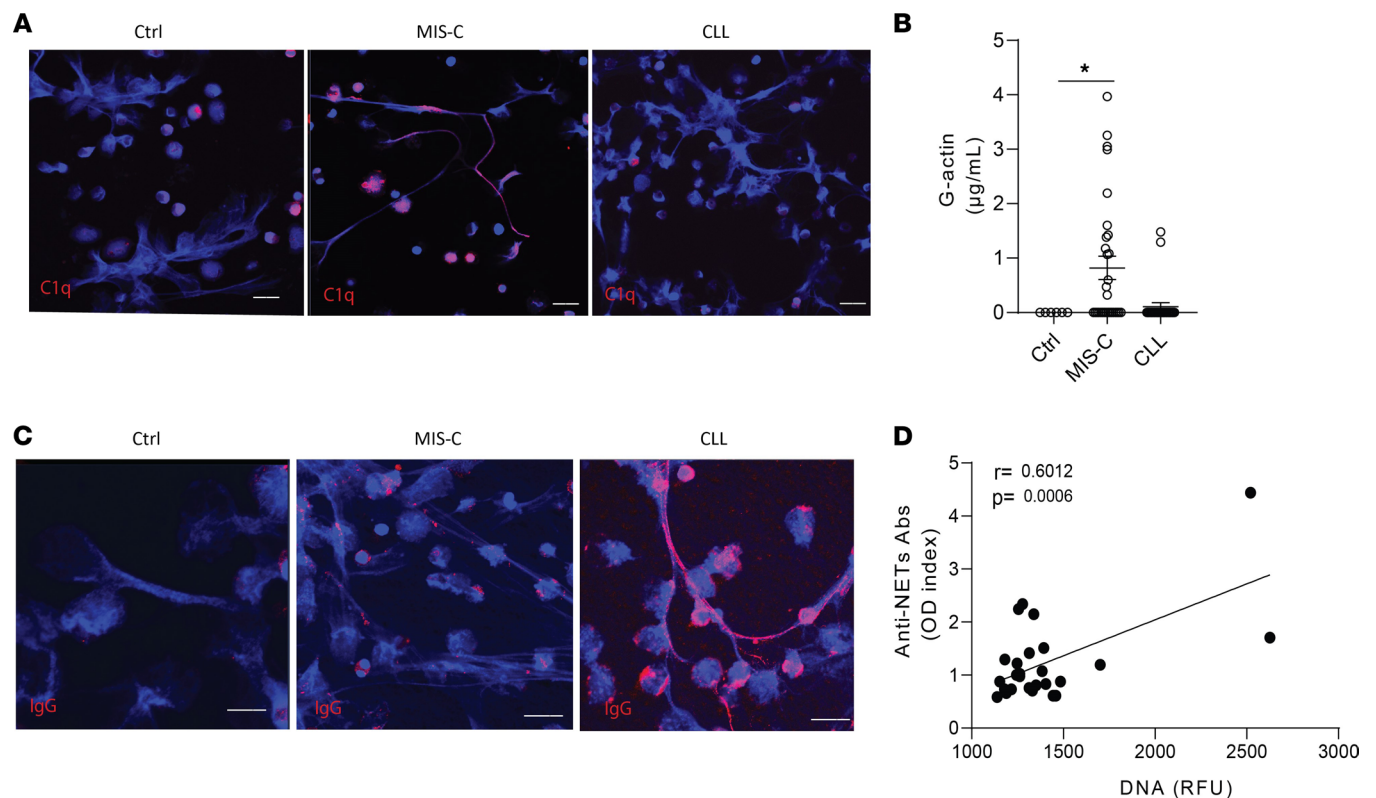 A
Ctrl
MIS-C
CLL
C1q
C1q
C1q
B
5
4
3
2
1
0
G-actin
(µg/mL)
*
Ctrl
MIS-C
CLL
C
Ctrl
MIS-C
CLL
IgG
IgG
IgG
D
r= 0.6012
p= 0.0006
5
4
3
2
1
0
Anti-NETs Abs
(OD index)
1000 1500 2000 2500 3000
DNA (RFU)